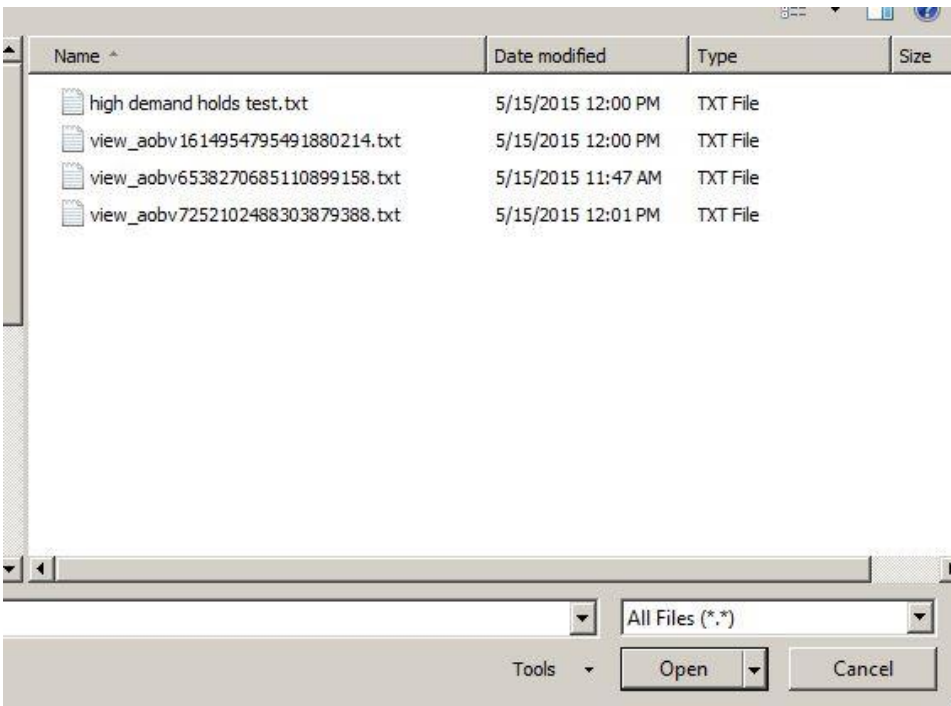 Name Date modified Type Size
high demand holds test.txt 5/15/2015 12:00 PM TXT File
view_aobv1614954795491880214.txt 5/15/2015 12:00 PM TXT File
view_aobv6538270685110899158.txt 5/15/2015 11:47 AM TXT File
view_aobv7252102488303879388.txt 5/15/2015 12:01 PM TXT File
All Files (*.*)
Tools Open Cancel